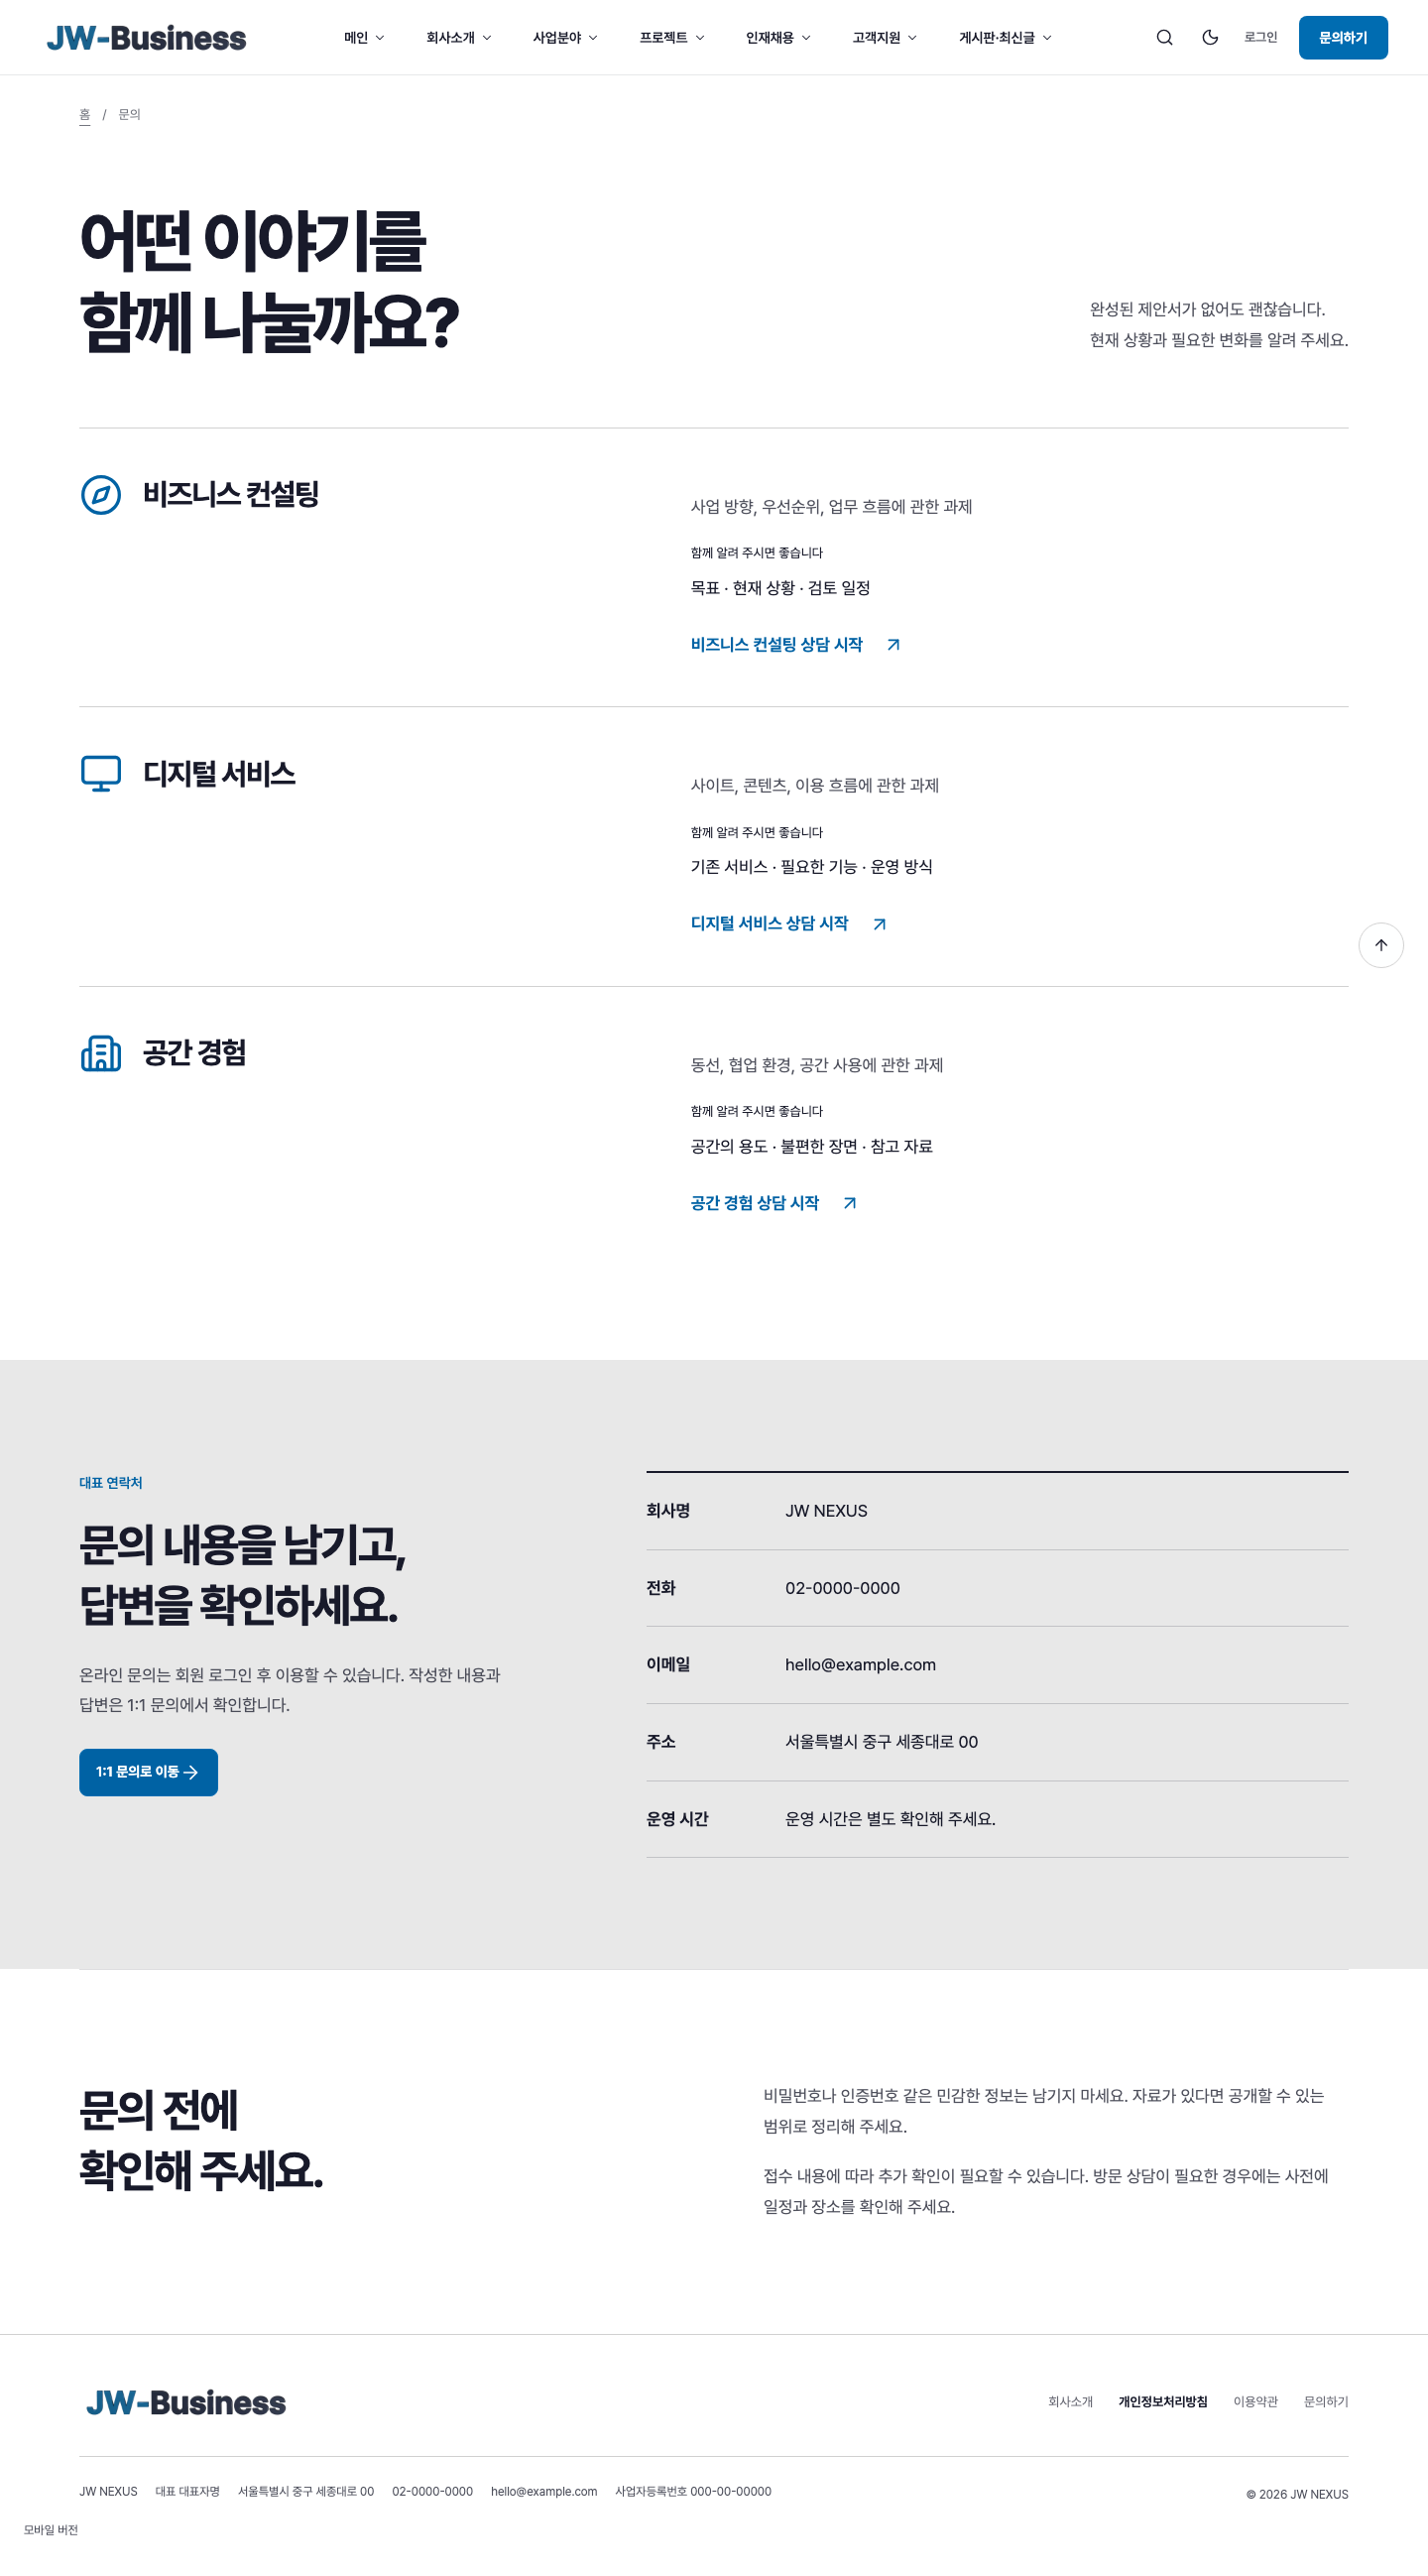 JW-Business
메인
회사소개
사업분야
프로젝트
인재채용
고객지원
게시판·최신글
로그인
문의하기
홈 / 문의
어떤 이야기를
함께 나눌까요?
완성된 제안서가 없어도 괜찮습니다.
현재 상황과 필요한 변화를 알려 주세요.
비즈니스 컨설팅
사업 방향, 우선순위, 업무 흐름에 관한 과제
함께 알려 주시면 좋습니다
목표 · 현재 상황 · 검토 일정
비즈니스 컨설팅 상담 시작
디지털 서비스
사이트, 콘텐츠, 이용 흐름에 관한 과제
함께 알려 주시면 좋습니다
기존 서비스 · 필요한 기능 · 운영 방식
디지털 서비스 상담 시작
공간 경험
동선, 협업 환경, 공간 사용에 관한 과제
함께 알려 주시면 좋습니다
공간의 용도 · 불편한 장면 · 참고 자료
공간 경험 상담 시작
대표 연락처
문의 내용을 남기고,
답변을 확인하세요.
온라인 문의는 회원 로그인 후 이용할 수 있습니다. 작성한 내용과
답변은 1:1 문의에서 확인합니다.
1:1 문의로 이동
회사명 JW NEXUS
전화 02-0000-0000
이메일 hello@example.com
주소 서울특별시 중구 세종대로 00
운영 시간 운영 시간은 별도 확인해 주세요.
문의 전에
확인해 주세요.
비밀번호나 인증번호 같은 민감한 정보는 남기지 마세요. 자료가 있다면 공개할 수 있는
범위로 정리해 주세요.
접수 내용에 따라 추가 확인이 필요할 수 있습니다. 방문 상담이 필요한 경우에는 사전에
일정과 장소를 확인해 주세요.
JW-Business
회사소개 개인정보처리방침 이용약관 문의하기
JW NEXUS 대표 대표자명 서울특별시 중구 세종대로 00 02-0000-0000 hello@example.com 사업자등록번호 000-00-00000
© 2026 JW NEXUS
모바일 버전